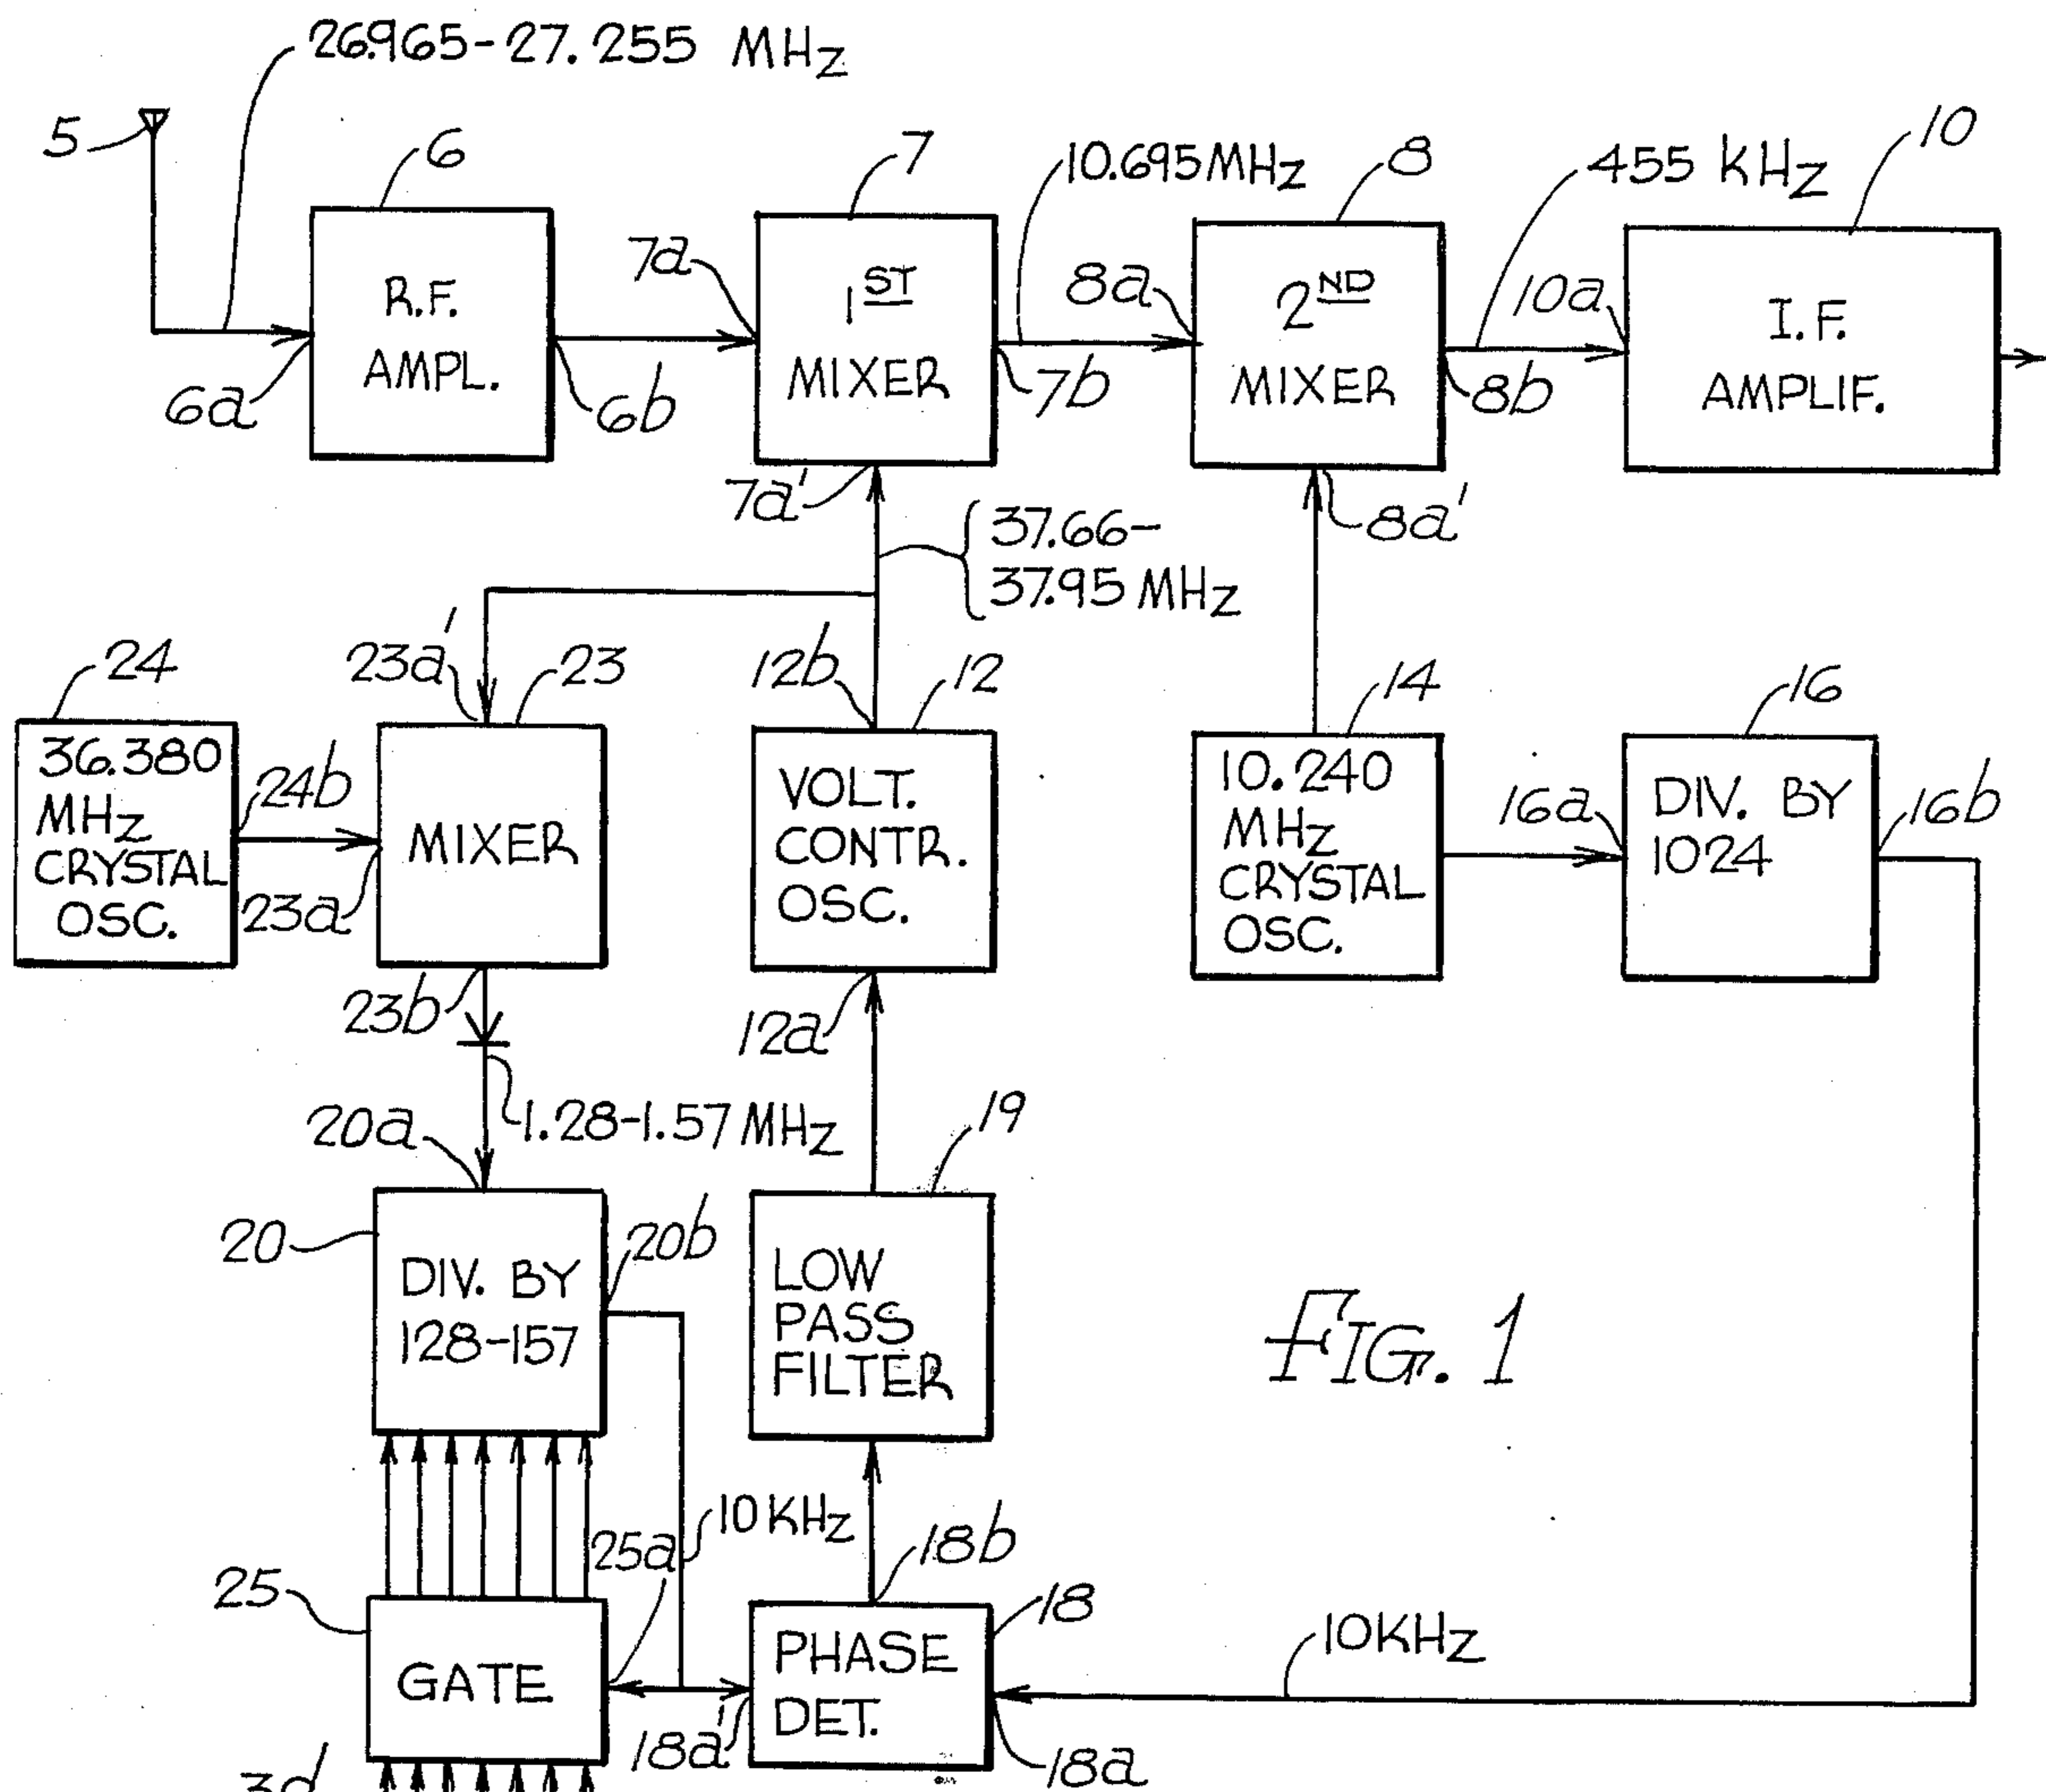 26.965-27.255 MHz
5
6
7
10.695 MHz
8
455 KHz
10
7a
8a
10a
R.F.
AMPL.
1ST
MIXER
2ND
MIXER
I.F.
AMPLIF.
6a
6b
7b
8b
7a'
8a'
37.66-
37.95 MHz
24
23a'
23
12b
12
14
16
36.380
MHz
CRYSTAL
OSC.
24b
23a
MIXER
VOLT.
CONTR.
OSC.
10.240
MHz
CRYSTAL
OSC.
16a
DIV. BY
1024
16b
23b
12a
1.28-1.57 MHz
20a
19
20
20b
DIV. BY
128-157
LOW
PASS
FILTER
FIG. 1
10 KHz
25a
18b
25
18
GATE
PHASE
DET.
10KHz
18a'
18a
3d